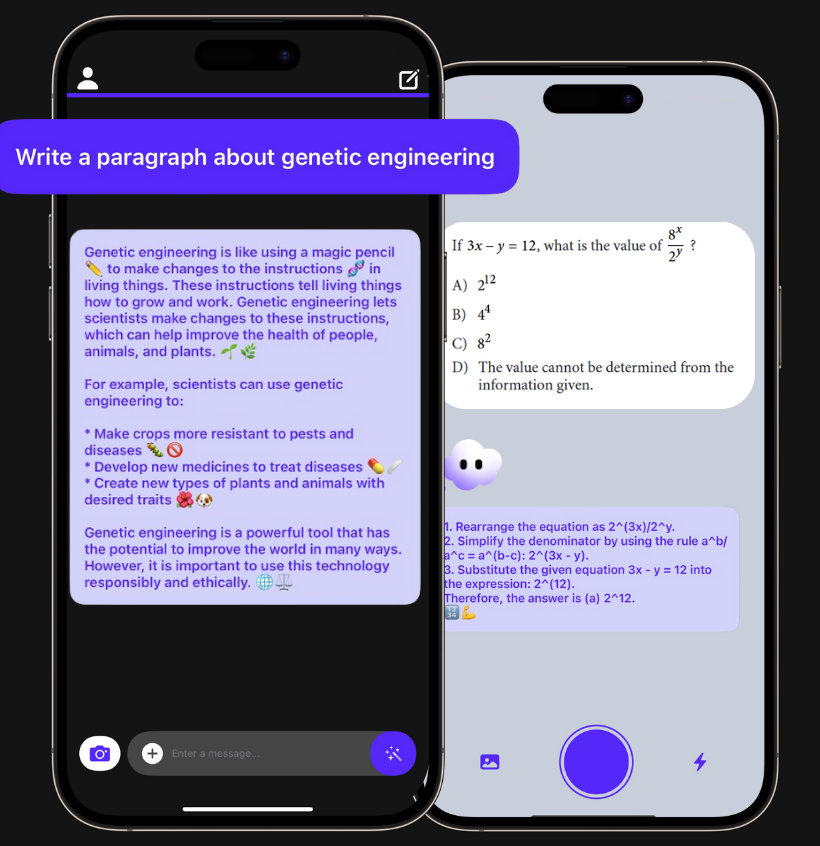 Write a paragraph about genetic engineering
Genetic engineering is like using a magic pencil
✏️ to make changes to the instructions 🧬 in
living things. These instructions tell living things
how to grow and work. Genetic engineering lets
scientists make changes to these instructions,
which can help improve the health of people,
animals, and plants. 🌱🌿
For example, scientists can use genetic
engineering to:
* Make crops more resistant to pests and
diseases 🐛🚫
* Develop new medicines to treat diseases 💊🩹
* Create new types of plants and animals with
desired traits 🌺🐶
Genetic engineering is a powerful tool that has
the potential to improve the world in many ways.
However, it is important to use this technology
responsibly and ethically. 🌐⚖️
Enter a message...
If 3x – y = 12, what is the value of 8^x/2^y ?
A) 2^12
B) 4^4
C) 8^2
D) The value cannot be determined from the
information given.
1. Rearrange the equation as 2^(3x)/2^y.
2. Simplify the denominator by using the rule a^b/
a^c = a^(b-c): 2^(3x - y).
3. Substitute the given equation 3x - y = 12 into
the expression: 2^(12).
Therefore, the answer is (a) 2^12.
🔢💪